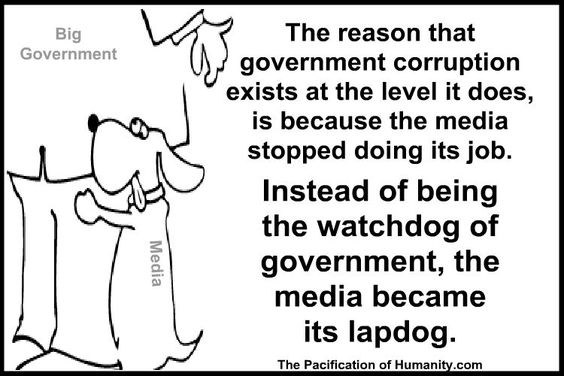 Big
Government
The reason that
government corruption
exists at the level it does,
is because the media
stopped doing its job.
Instead of being
the watchdog of
government, the
media became
its lapdog.
Media
The Pacification of Humanity.com